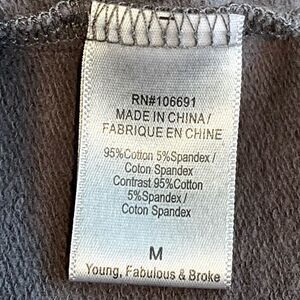 RN#106691
MADE IN CHINA/
FABRIQUE EN CHINE
95%Cotton 5%Spandex/
Coton Spandex
Contrast 95%Cotton
5%Spandex/
Coton Spandex
M
Young, Fabulous & Broke